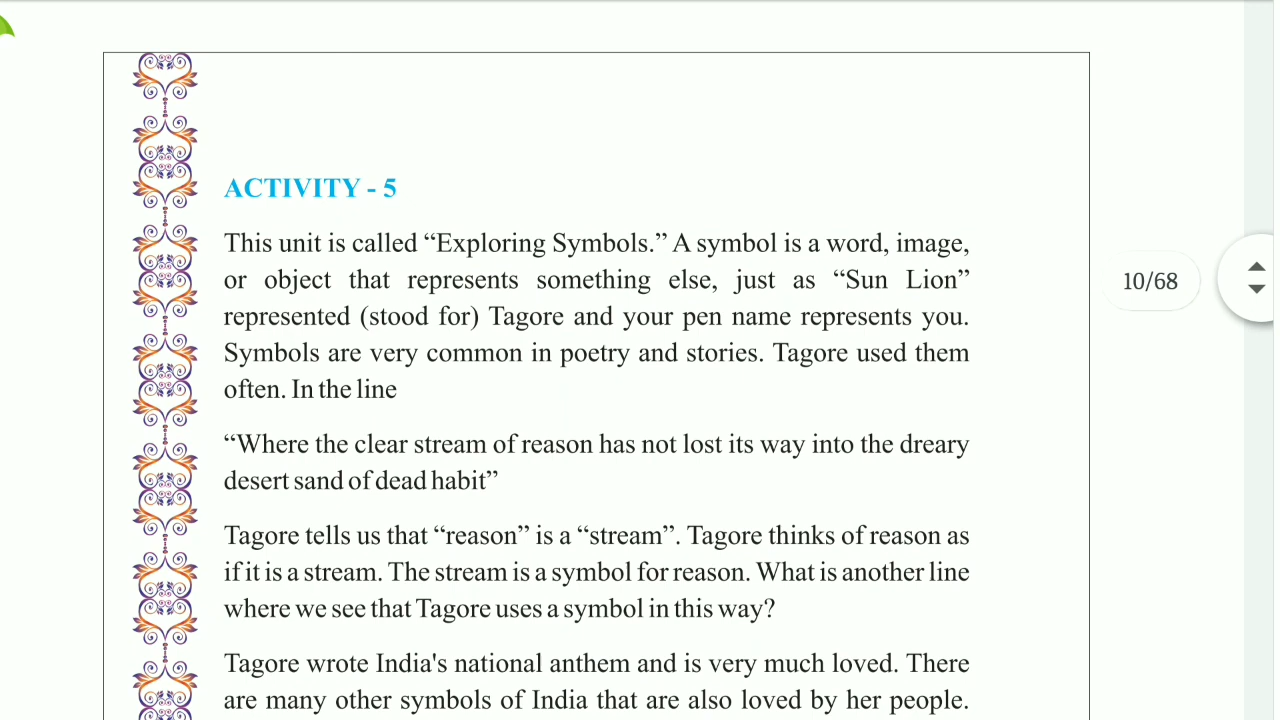 ACTIVITY - 5
This unit is called “Exploring Symbols.” A symbol is a word, image,
or object that represents something else, just as “Sun Lion”
represented (stood for) Tagore and your pen name represents you.
Symbols are very common in poetry and stories. Tagore used them
often. In the line
“Where the clear stream of reason has not lost its way into the dreary
desert sand of dead habit”
Tagore tells us that “reason” is a “stream”. Tagore thinks of reason as
if it is a stream. The stream is a symbol for reason. What is another line
where we see that Tagore uses a symbol in this way?
Tagore wrote India's national anthem and is very much loved. There
are many other symbols of India that are also loved by her people.
10/68